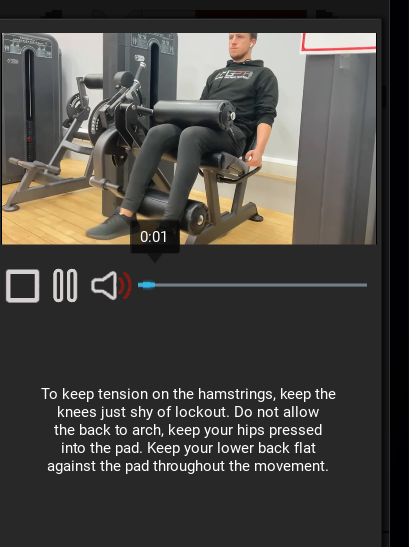 0:01
To keep tension on the hamstrings, keep the
knees just shy of lockout. Do not allow
the back to arch, keep your hips pressed
into the pad. Keep your lower back flat
against the pad throughout the movement.